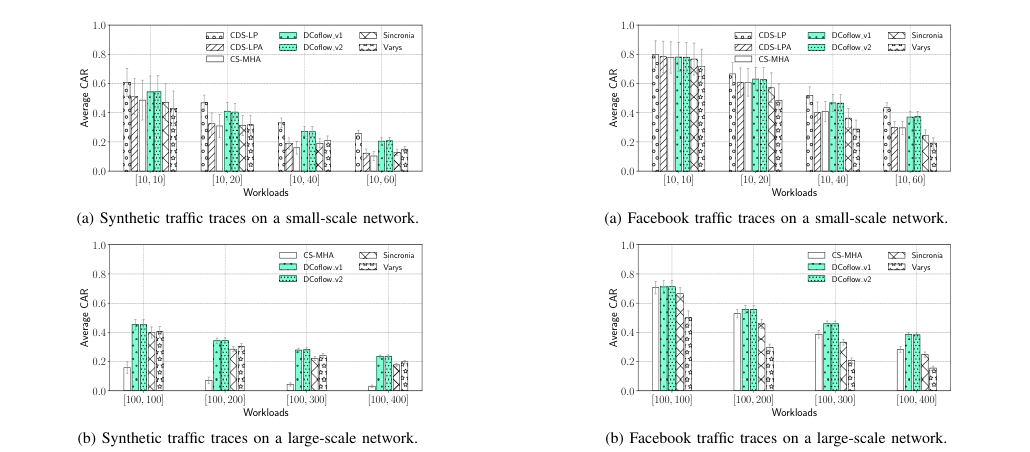 1.0
0.8
0.6
0.4
0.2
0.0
Average CAR
CDS-LP
CDS-LPA
CS-MHA
DCoflow_v1
DCoflow_v2
Sincronia
Varys
[10, 10]
[10, 20]
[10, 40]
[10, 60]
Workloads
(a) Synthetic traffic traces on a small-scale network.
1.0
0.8
0.6
0.4
0.2
0.0
Average CAR
CDS-LP
CDS-LPA
CS-MHA
DCoflow_v1
DCoflow_v2
Sincronia
Varys
[10, 10]
[10, 20]
[10, 40]
[10, 60]
Workloads
(a) Facebook traffic traces on a small-scale network.
1.0
0.8
0.6
0.4
0.2
0.0
Average CAR
CS-MHA
DCoflow_v1
DCoflow_v2
Sincronia
Varys
[100, 100]
[100, 200]
[100, 300]
[100, 400]
Workloads
(b) Synthetic traffic traces on a large-scale network.
1.0
0.8
0.6
0.4
0.2
0.0
Average CAR
CS-MHA
DCoflow_v1
DCoflow_v2
Sincronia
Varys
[100, 100]
[100, 200]
[100, 300]
[100, 400]
Workloads
(b) Facebook traffic traces on a large-scale network.